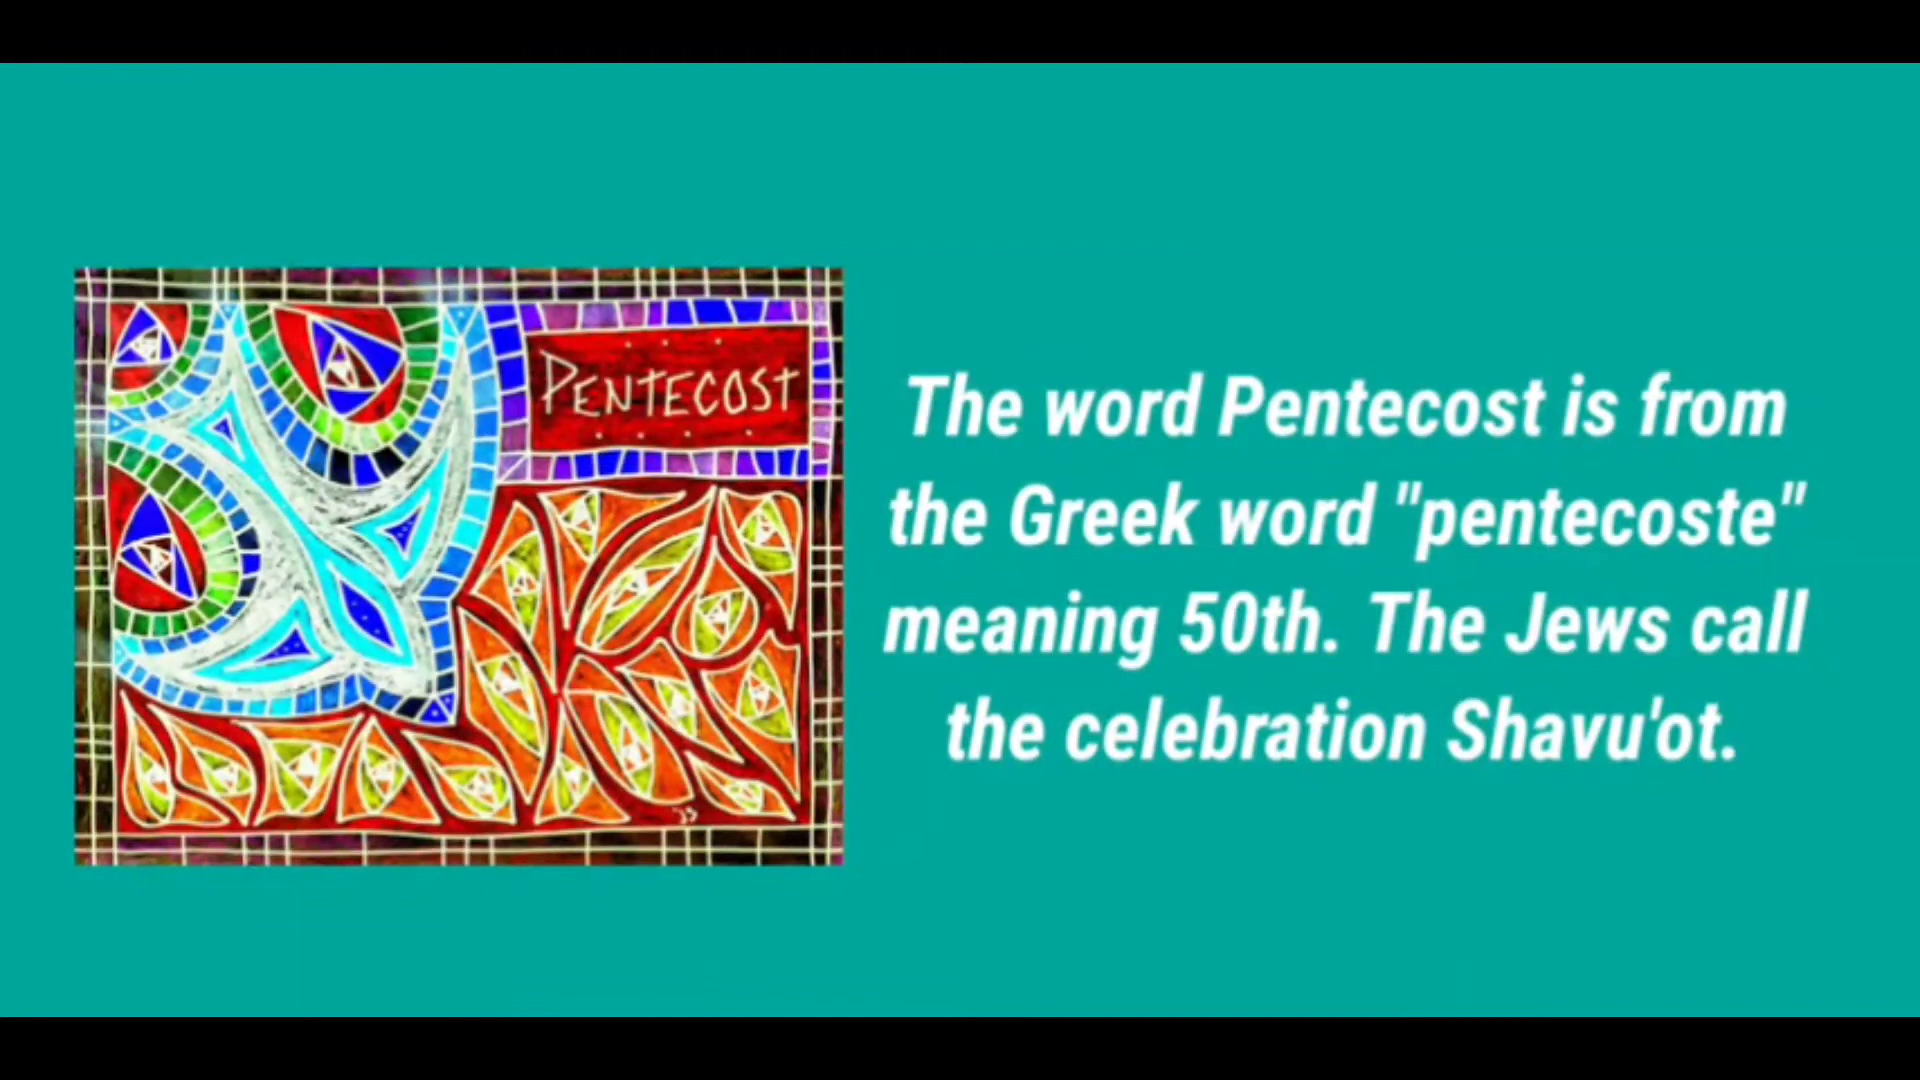 PENTECOST
The word Pentecost is from
the Greek word "pentecoste"
meaning 50th. The Jews call
the celebration Shavu'ot.